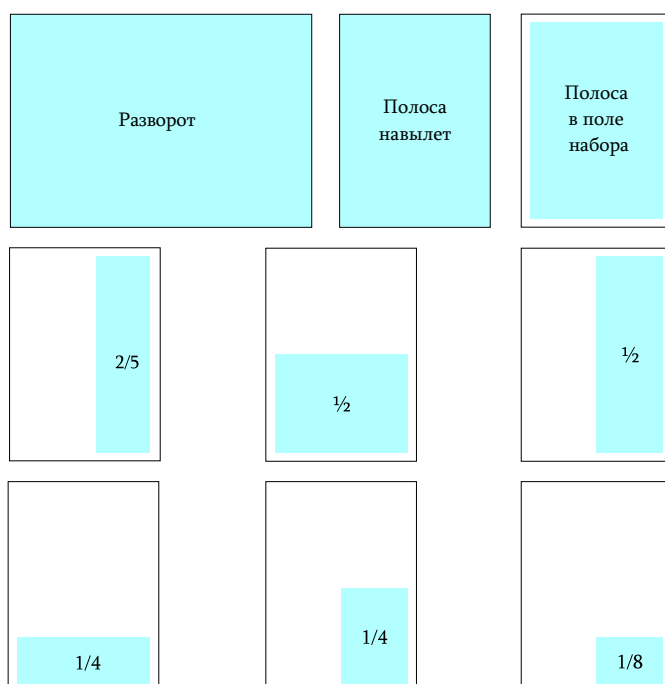 Разворот
Полоса
навылет
Полоса
в поле
набора
2/5
½
½
1/4
1/4
1/8